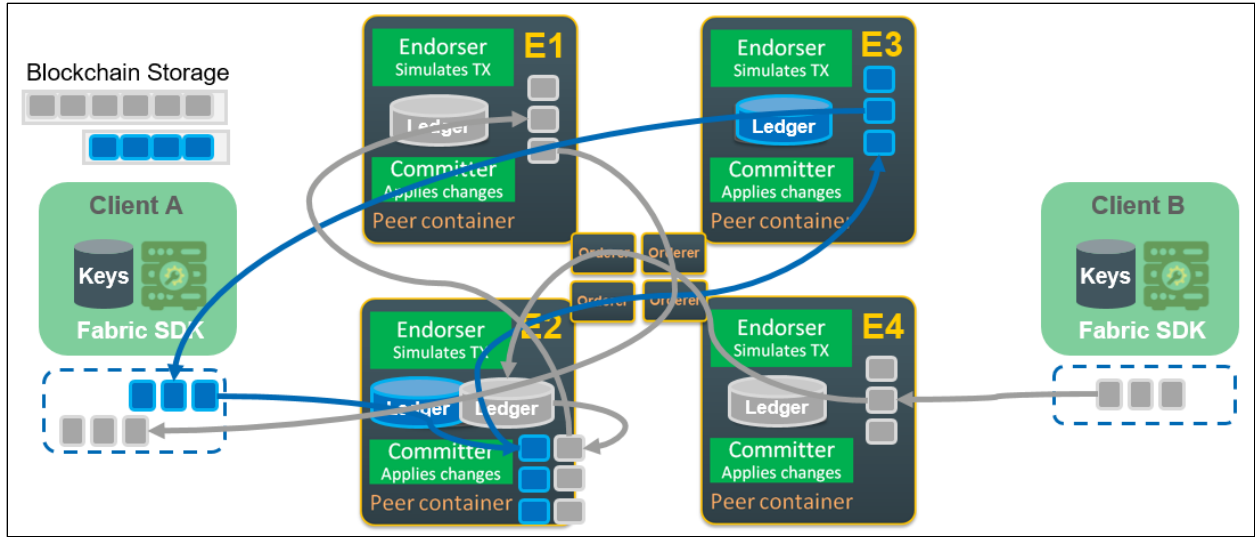 Blockchain Storage
Client A
Keys
Fabric SDK
E1
Endorser
Simulates TX
Ledger
Committer
Applies changes
Peer container
E3
Endorser
Simulates TX
Ledger
Committer
Applies changes
Peer container
Orderer
Orderer
Orderer
Orderer
E2
Endorser
Simulates TX
Ledger
Ledger
Committer
Applies changes
Peer container
E4
Endorser
Simulates TX
Ledger
Committer
Applies changes
Peer container
Client B
Keys
Fabric SDK